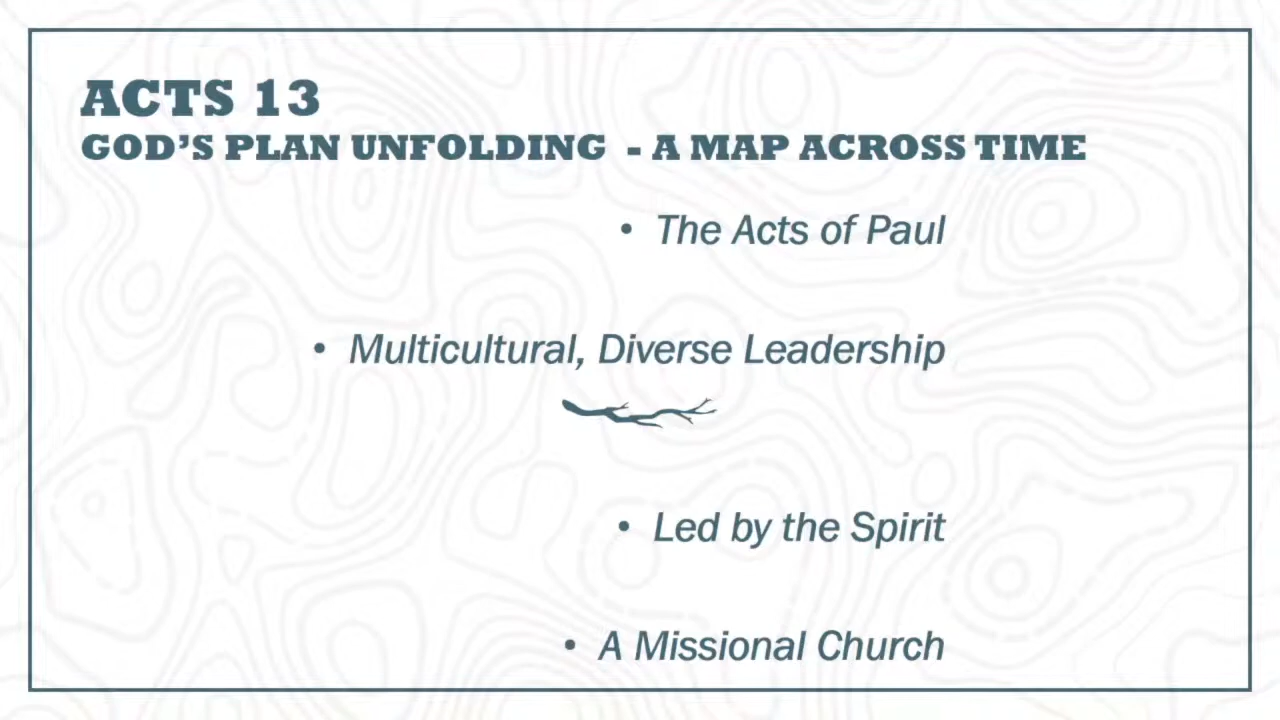 ACTS 13
GOD’S PLAN UNFOLDING - A MAP ACROSS TIME
• The Acts of Paul
• Multicultural, Diverse Leadership
• Led by the Spirit
• A Missional Church